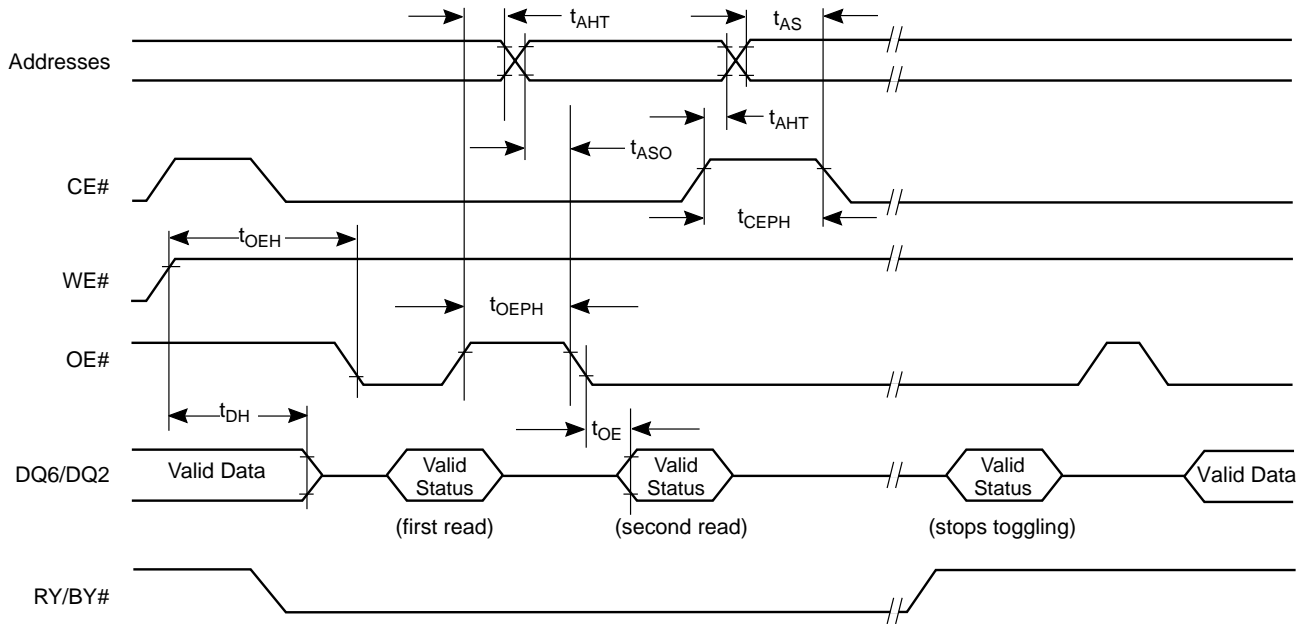 tAHT
tAS
Addresses
tAHT
tASO
CE#
tCEPH
tOEH
WE#
tOEPH
OE#
tDH
tOE
DQ6/DQ2
Valid Data
Valid
Status
Valid
Status
Valid
Status
Valid Data
(first read)
(second read)
(stops toggling)
RY/BY#